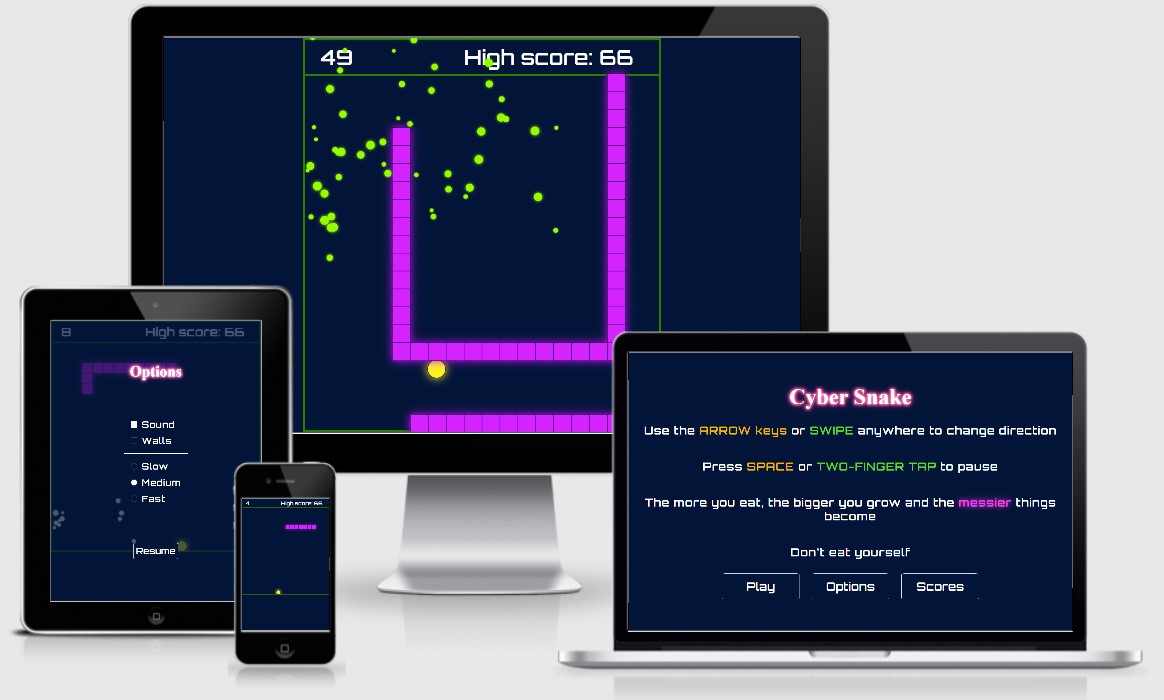 49 High score: 66
8 High score: 66
Options
Sound
Walls
Slow
Medium
Fast
Resume
4 High score: 66
Cyber Snake
Use the ARROW keys or SWIPE anywhere to change direction
Press SPACE or TWO-FINGER TAP to pause
The more you eat, the bigger you grow and the messier things
become
Don't eat yourself
Play Options Scores